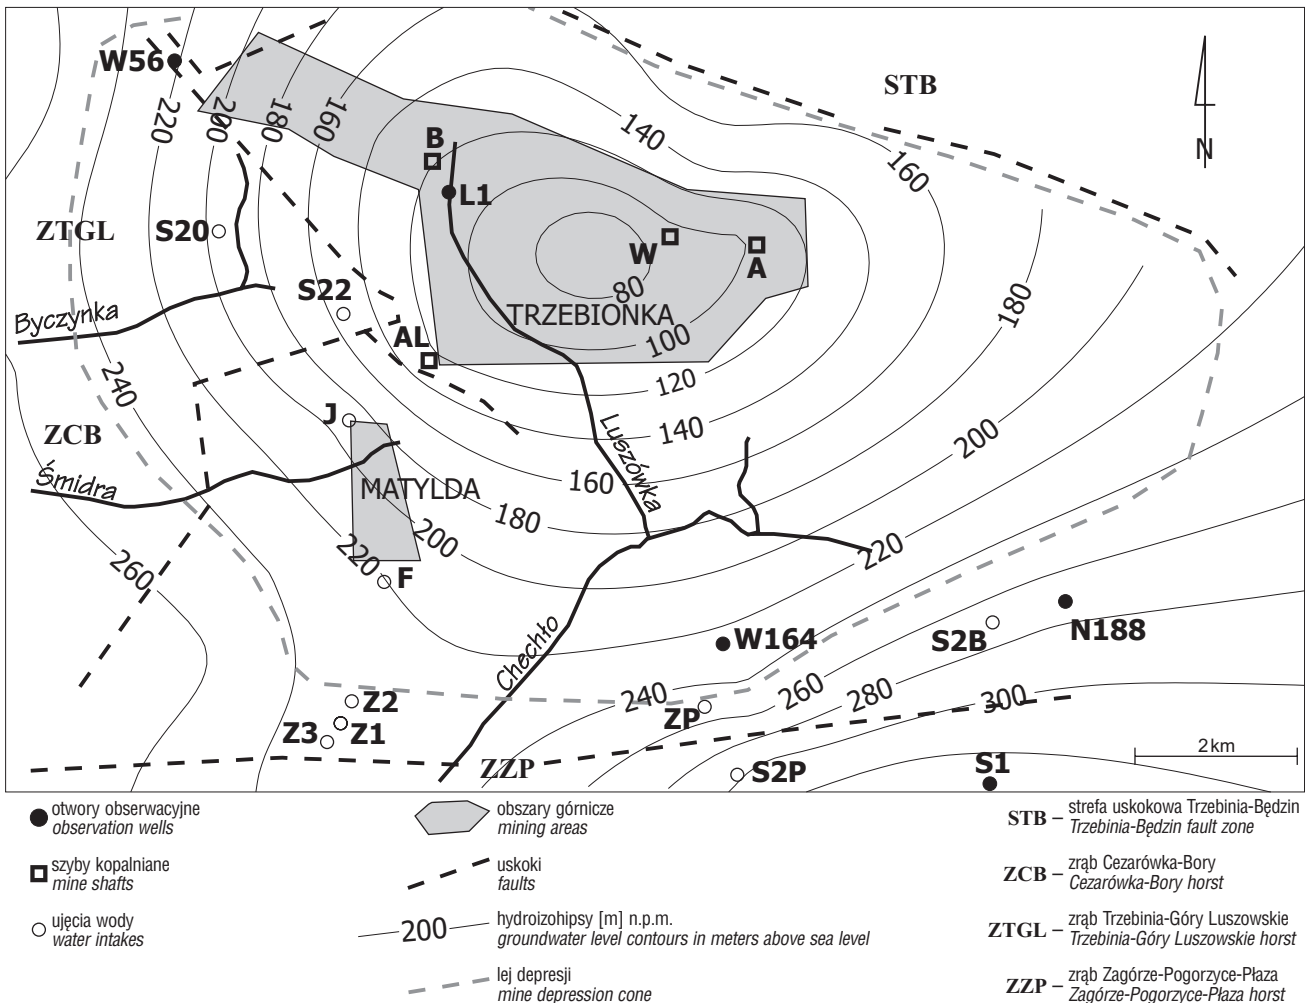 W56
STB
N
140
160
220
200
180
160
B
L1
ZTGL
S20
W
A
S22
80
TRZEBIONKA
180
Byczynka
AL
100
120
240
J
140
200
ZCB
Luszówka
Śmidra
MATYLDA
160
180
200
220
220
260
F
Chechło
W164
S2B
N188
240
260
280
300
Z2
ZP
Z3
Z1
ZZP
S2P
S1
2 km
otwory obserwacyjne
observation wells
szyby kopalniane
mine shafts
ujęcia wody
water intakes
obszary górnicze
mining areas
uskoki
faults
200
hydroizohipsy [m] n.p.m.
groundwater level contours in meters above sea level
lej depresji
mine depression cone
STB – strefa uskokowa Trzebinia-Będzin
Trzebinia-Będzin fault zone
ZCB – zrąb Cezarówka-Bory
Cezarówka-Bory horst
ZTGL – zrąb Trzebinia-Góry Luszowskie
Trzebinia-Góry Luszowskie horst
ZZP – zrąb Zagórze-Pogorzyce-Płaza
Zagórze-Pogorzyce-Płaza horst